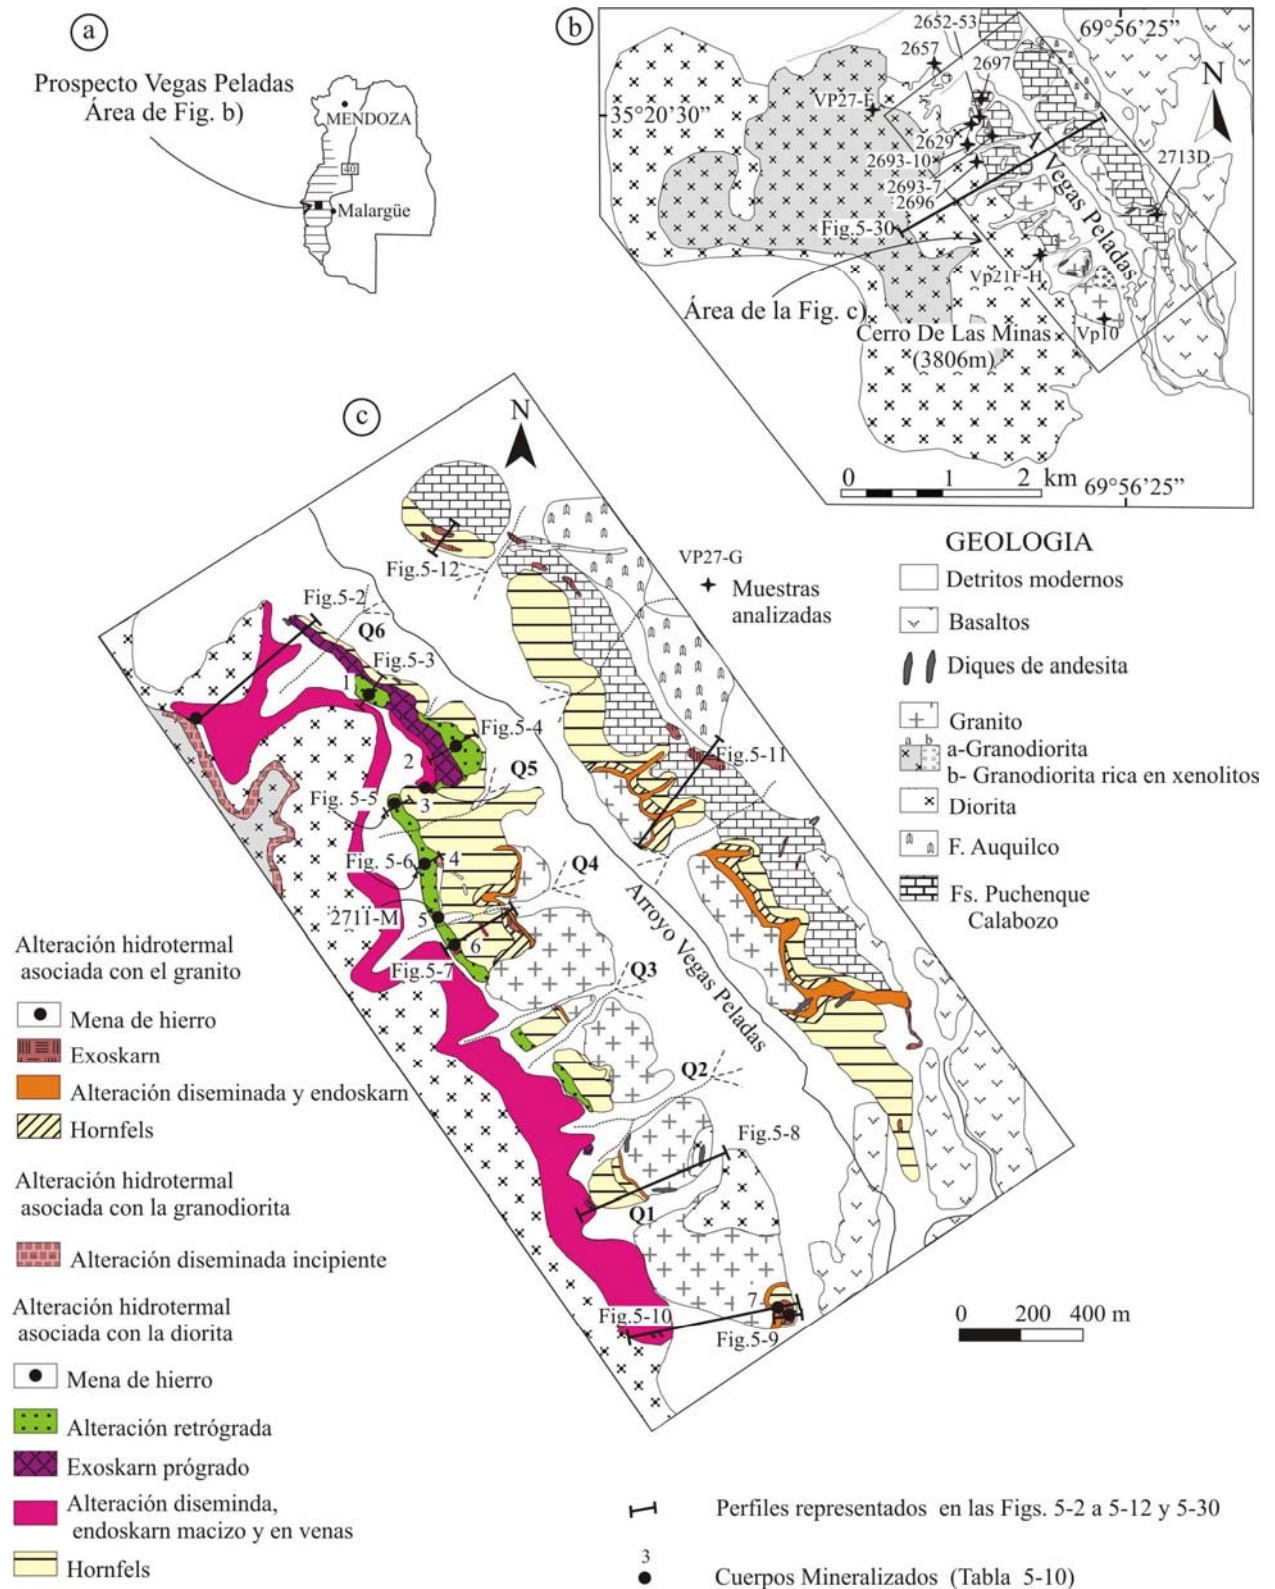 a
Prospecto Vegas Peladas
Área de Fig. b)
MENDOZA
40
Malargüe
b
2652-53
69°56'25”
2657
2697
N
VP27-E
35°20'30”
2629
2693-10
2713D
2693-7
2696
Fig.5-30
Vegas Peladas
Vp21F-H
Área de la Fig. c)
Cerro De Las Minas
(3806m)
Vp10
0 1 2 km
69°56'25”
c
N
Fig.5-12
VP27-G
Muestras
analizadas
Fig.5-2
Q6
Fig.5-3
1
Fig.5-4
2
Fig.5-11
Q5
Fig. 5-5
3
Fig. 5-6
4
Q4
2711-M
5
6
Fig.5-7
Arroyo Vegas Peladas
Q3
Q2
Fig.5-8
Q1
7
Fig.5-10
Fig.5-9
GEOLOGIA
Detritos modernos
Basaltos
Diques de andesita
Granito
a b
a-Granodiorita
b- Granodiorita rica en xenolitos
Diorita
F. Auquilco
Fs. Puchenque
Calabozo
Alteración hidrotermal
asociada con el granito
Mena de hierro
Exoskarn
Alteración diseminada y endoskarn
Hornfels
Alteración hidrotermal
asociada con la granodiorita
Alteración diseminada incipiente
Alteración hidrotermal
asociada con la diorita
Mena de hierro
Alteración retrógrada
Exoskarn prógrado
Alteración diseminda,
endoskarn macizo y en venas
Hornfels
0 200 400 m
Perfiles representados en las Figs. 5-2 a 5-12 y 5-30
3
Cuerpos Mineralizados (Tabla 5-10)